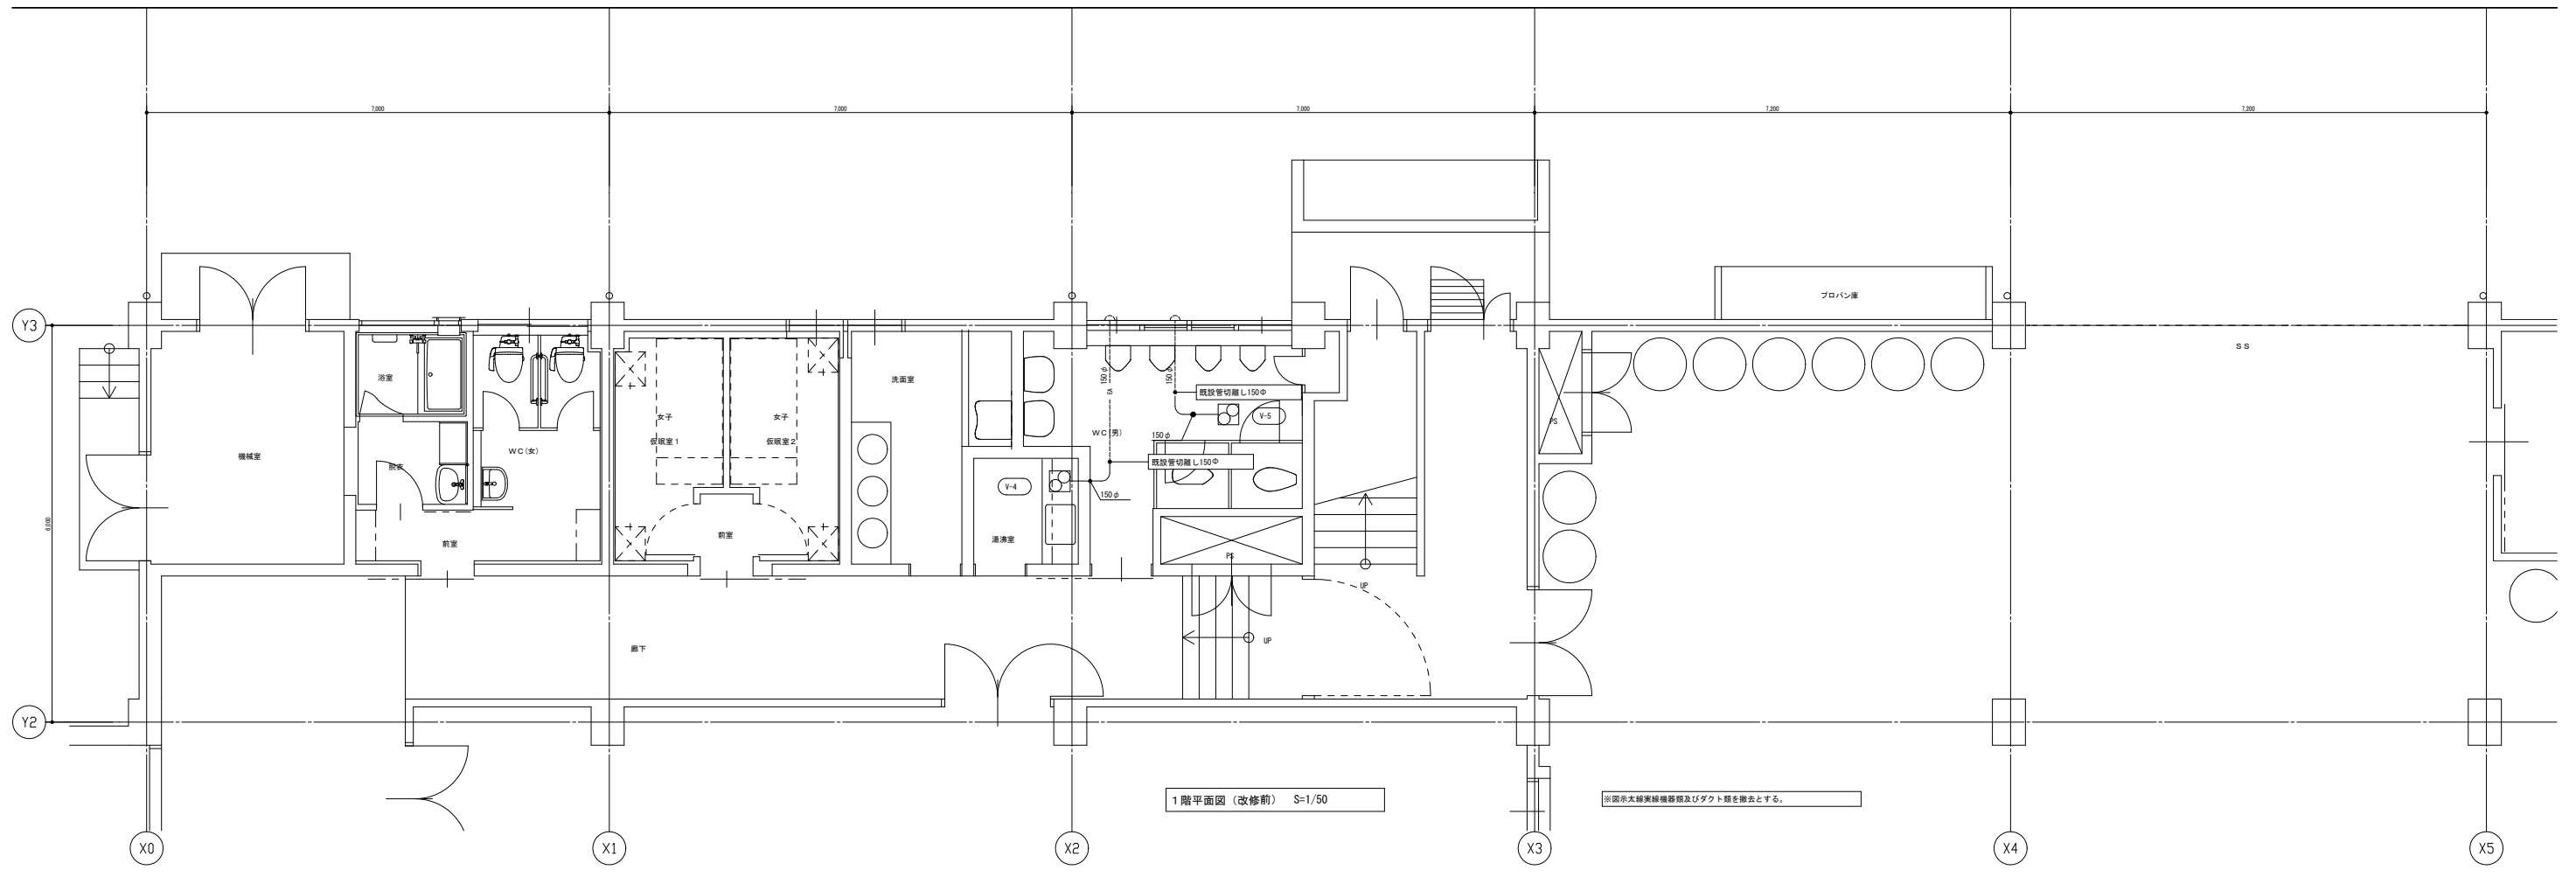 7,000
7,000
7,000
7,200
7,200
Y3
プロパン庫
SS
浴室
洗面室
150φ
EA
150φ
既設管切離し150Φ
女子
仮眠室1
女子
仮眠室2
V-5
PS
機械室
脱衣
WC(女)
WC(男)
150φ
既設管切離し150Φ
V-4
150φ
6,000
前室
前室
湯沸室
PS
UP
廊下
UP
Y2
1階平面図（改修前）　S=1/50
※図示太線実線機器類及びダクト類を撤去とする。
X0
X1
X2
X3
X4
X5